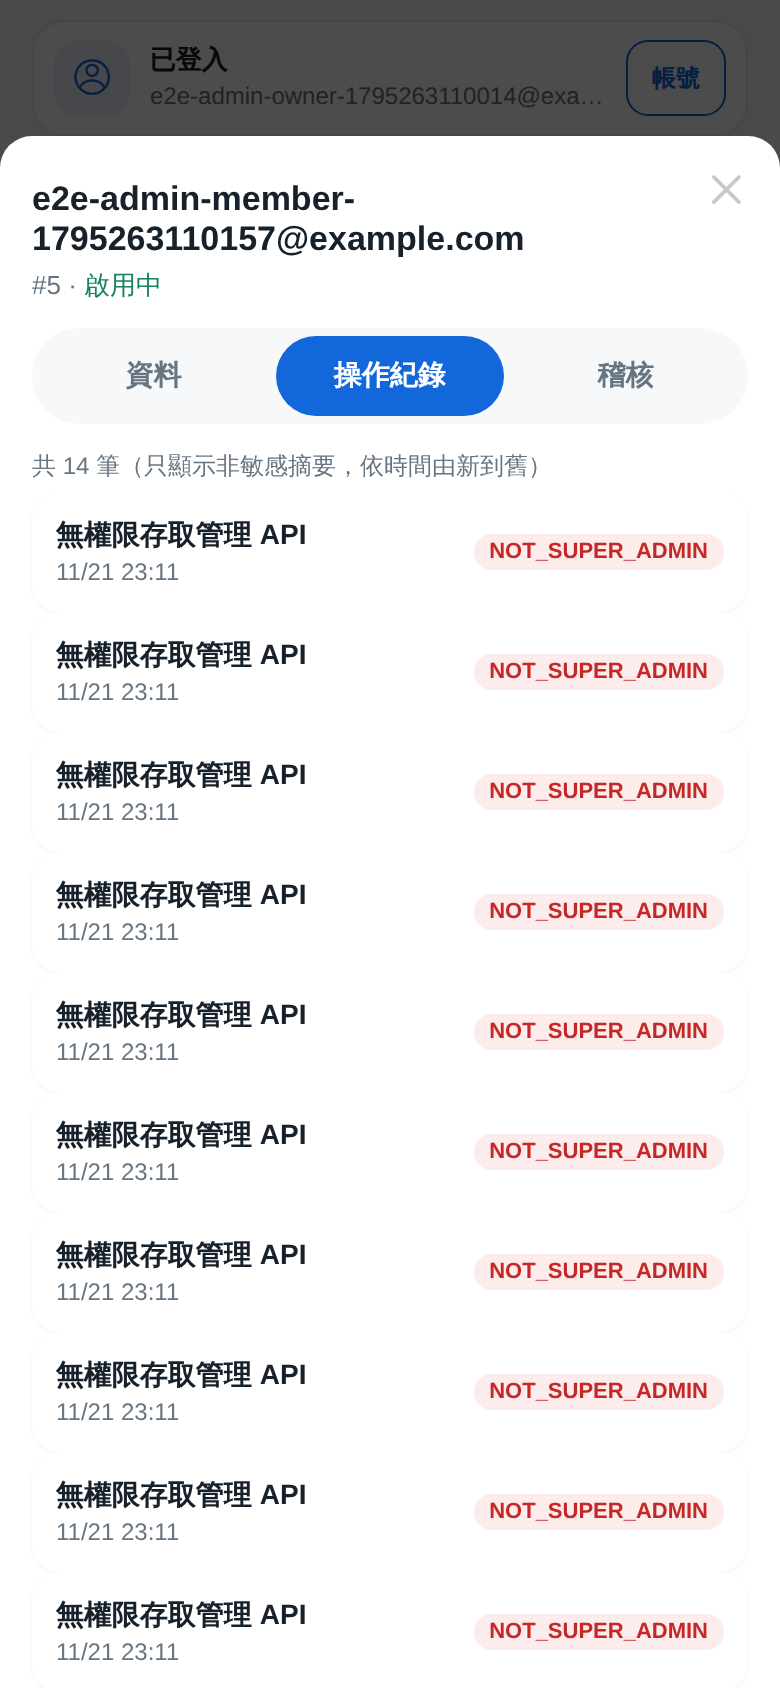 已登入
e2e-admin-owner-1795263110014@exa…
帳號
e2e-admin-member-
1795263110157@example.com
#5 · 啟用中
資料
操作紀錄
稽核
共 14 筆（只顯示非敏感摘要，依時間由新到舊）
無權限存取管理 API
11/21 23:11
NOT_SUPER_ADMIN
無權限存取管理 API
11/21 23:11
NOT_SUPER_ADMIN
無權限存取管理 API
11/21 23:11
NOT_SUPER_ADMIN
無權限存取管理 API
11/21 23:11
NOT_SUPER_ADMIN
無權限存取管理 API
11/21 23:11
NOT_SUPER_ADMIN
無權限存取管理 API
11/21 23:11
NOT_SUPER_ADMIN
無權限存取管理 API
11/21 23:11
NOT_SUPER_ADMIN
無權限存取管理 API
11/21 23:11
NOT_SUPER_ADMIN
無權限存取管理 API
11/21 23:11
NOT_SUPER_ADMIN
無權限存取管理 API
11/21 23:11
NOT_SUPER_ADMIN